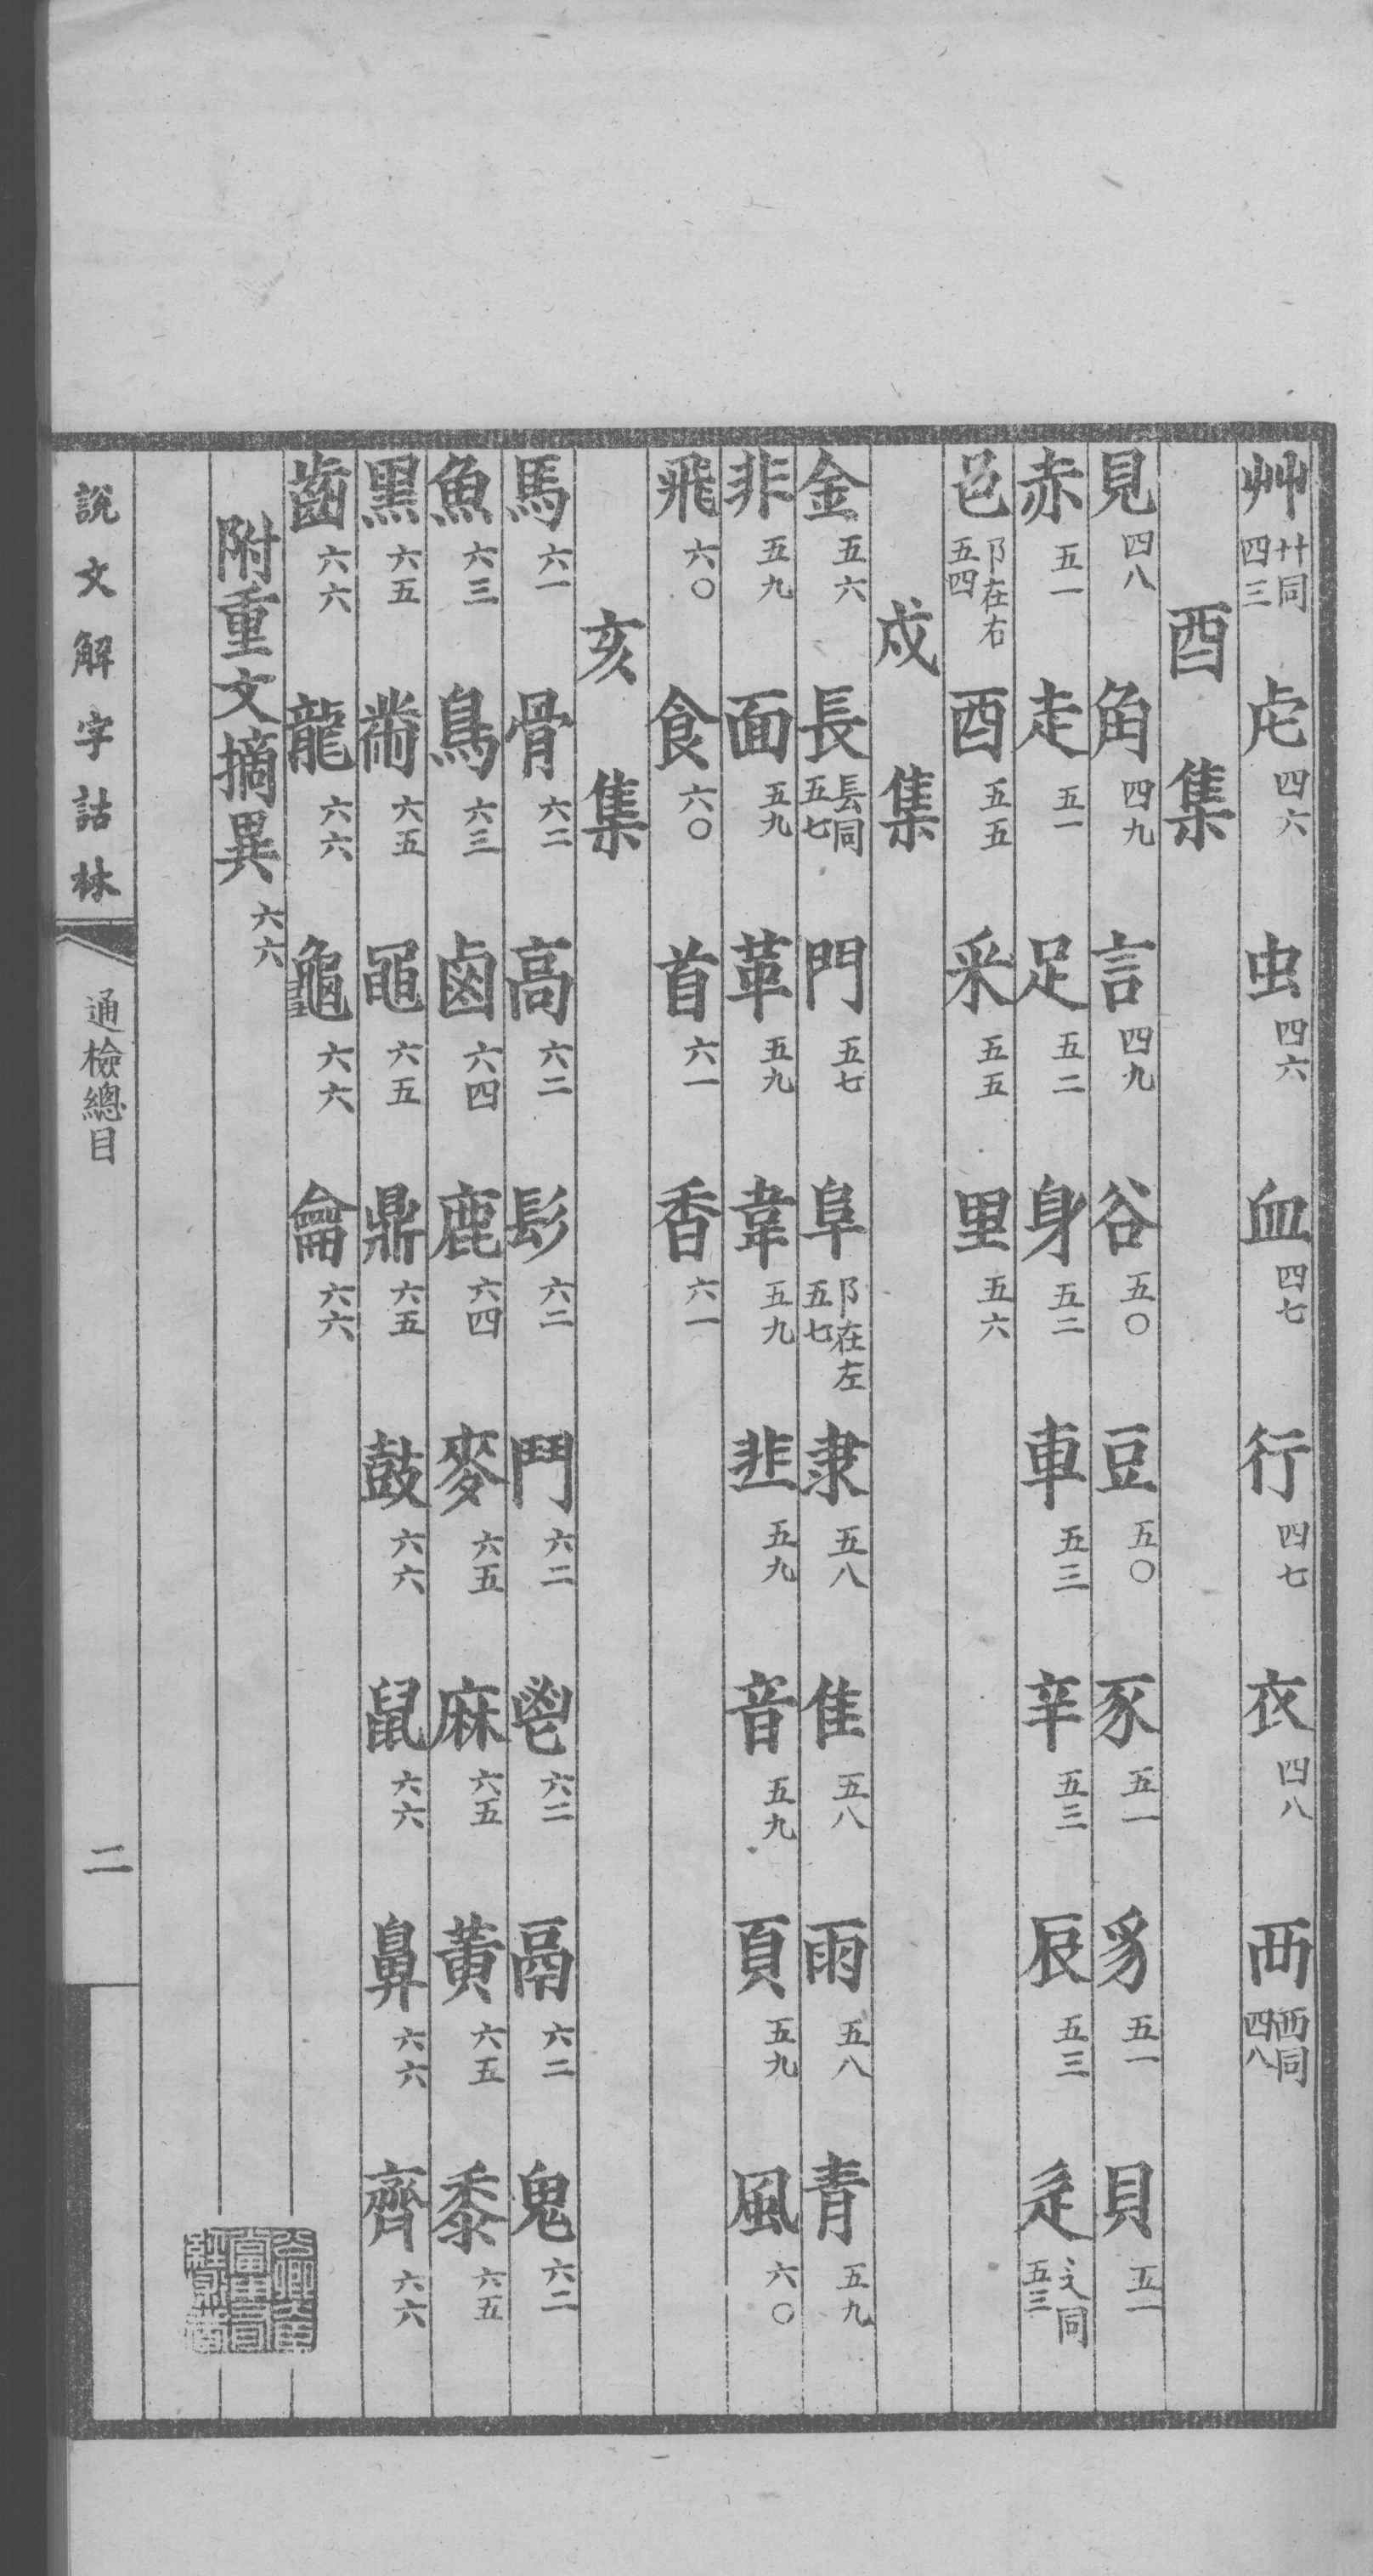 艸 艹同 四三 虍 四六 虫 四六 血 四七 行 四七 衣 四八 襾 西同 四八
酉集
見 四八 角 四九 言 四九 谷 五〇 豆 五〇 豕 五一 豸 五一 貝 五一
赤 五一 走 五一 足 五二 身 五二 車 五三 辛 五三 辰 五三 辵 辶同 五三
邑 阝在右 五四 酉 五五 釆 五五 里 五六
戍集
金 五六 長 镸同 五七 門 五七 阜 阝在左 五七 隶 五八 隹 五八 雨 五八 青 五九
非 五九 面 五九 革 五九 韋 五九 韭 五九 音 五九 頁 五九 風 六〇
飛 六〇 食 六〇 首 六一 香 六一
亥集
馬 六一 骨 六二 高 六二 髟 六二 鬥 六二 鬯 六二 鬲 六二 鬼 六二
魚 六三 鳥 六三 鹵 六四 鹿 六四 麥 六五 麻 六五 黃 六五 黍 六五
黑 六五 黹 六五 黽 六五 鼎 六五 鼓 六六 鼠 六六 鼻 六六 齊 六六
齒 六六 龍 六六 龜 六六 龠 六六
附重文摘異 六六
說文解字詁林 通檢總目 二